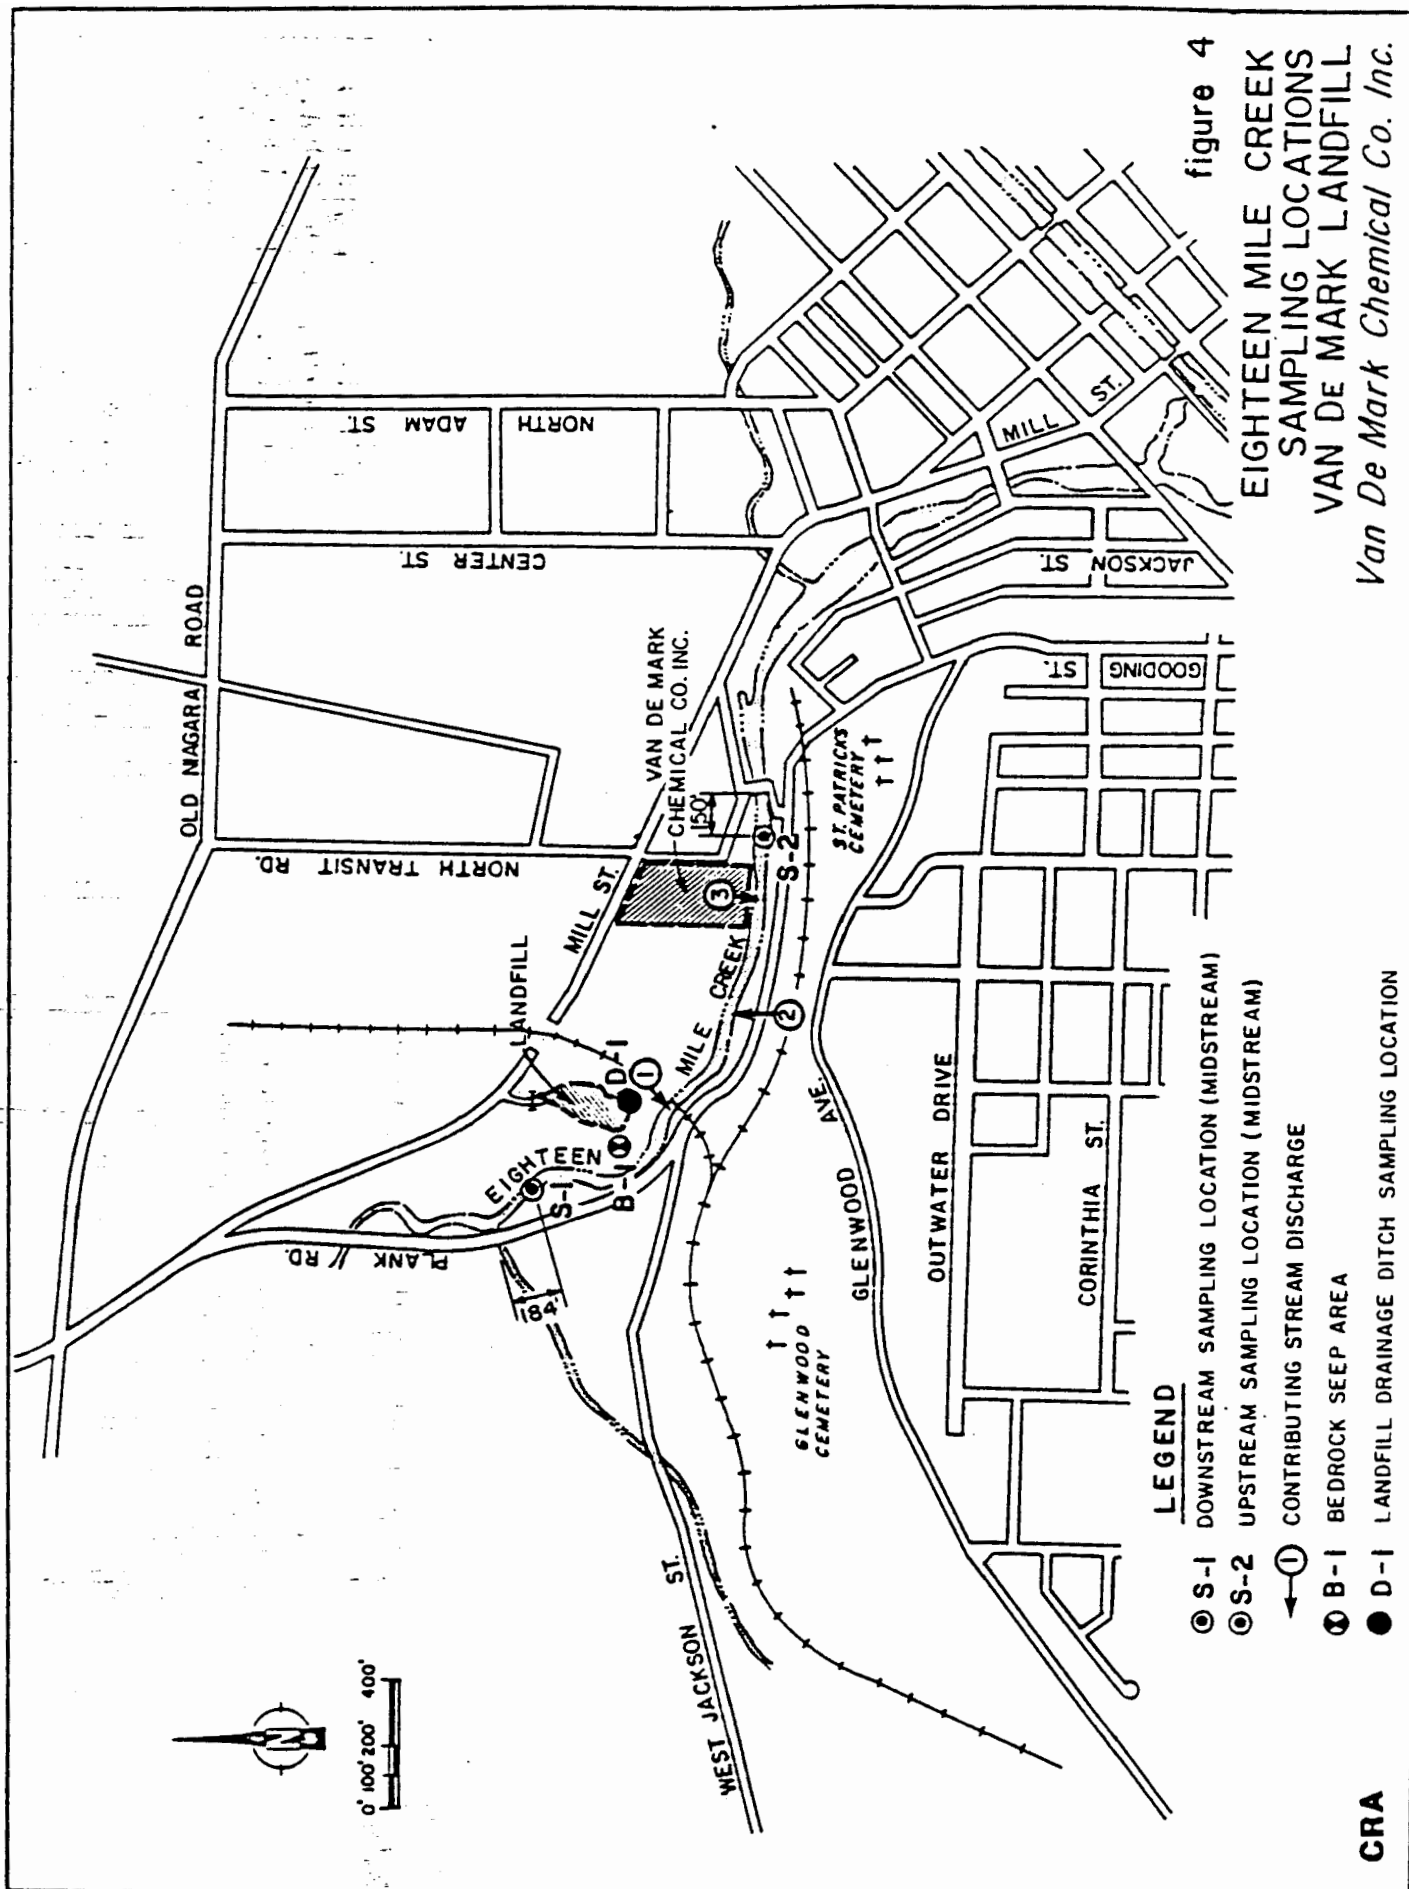 OLD NIAGARA ROAD
NORTH ADAM ST.
CENTER ST.
NORTH TRANSIT RD.
MILL ST.
VAN DE MARK
CHEMICAL CO. INC.
150'
LANDFILL
D-1
1
2
3
S-2
EIGHTEEN MILE CREEK
S-1
B-1
PLANK RD.
184'
MILL ST.
JACKSON ST.
GOODING ST.
ST. PATRICKS
CEMETERY
GLENWOOD
CEMETERY
GLENWOOD AVE.
OUTWATER DRIVE
CORINTHIA ST.
WEST JACKSON ST.
N
0' 100' 200' 400'
LEGEND
S-1 DOWNSTREAM SAMPLING LOCATION (MIDSTREAM)
S-2 UPSTREAM SAMPLING LOCATION (MIDSTREAM)
1 CONTRIBUTING STREAM DISCHARGE
B-1 BEDROCK SEEP AREA
D-1 LANDFILL DRAINAGE DITCH SAMPLING LOCATION
figure 4
EIGHTEEN MILE CREEK
SAMPLING LOCATIONS
VAN DE MARK LANDFILL
Van De Mark Chemical Co. Inc.
CRA